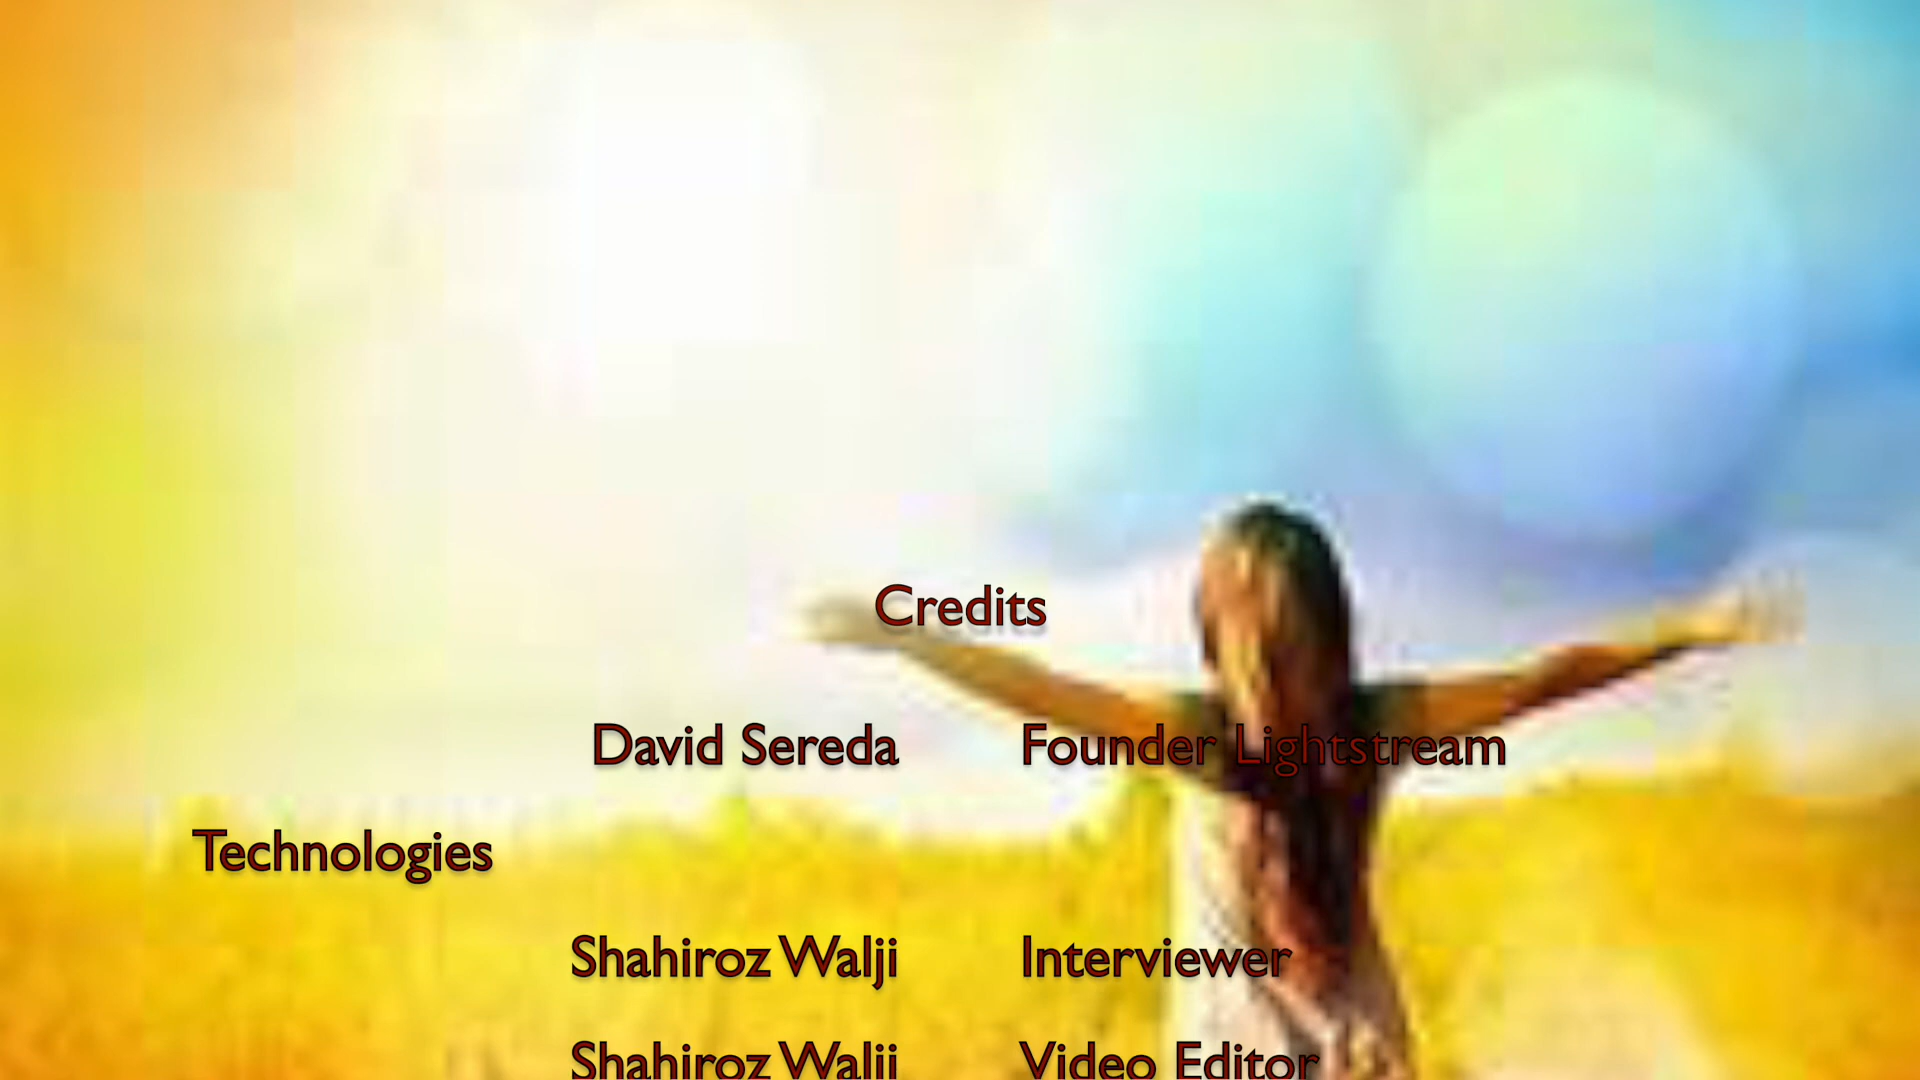 Credits
David Sereda Founder Lightstream
Technologies
Shahiroz Walji Interviewer
Shahiroz Walji Video Editor